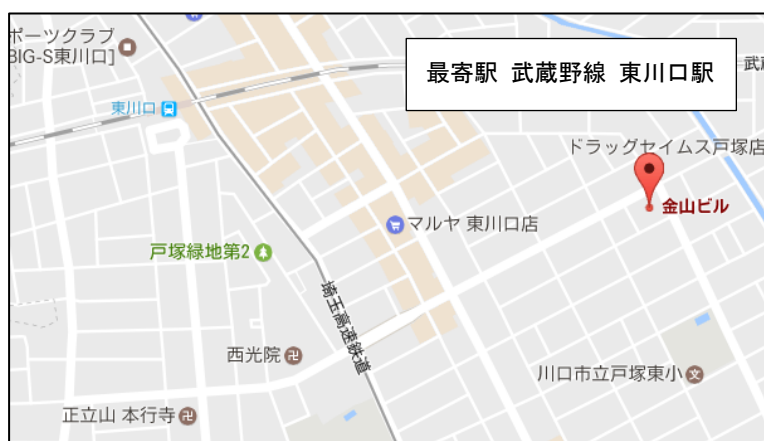 ポーツクラブ
BIG-S東川口]
最寄駅 武蔵野線 東川口駅
武蔵
東川口
ドラッグセイムス戸塚店
金山ビル
マルヤ 東川口店
戸塚緑地第2
埼玉高速鉄道
西光院
川口市立戸塚東小
正立山 本行寺